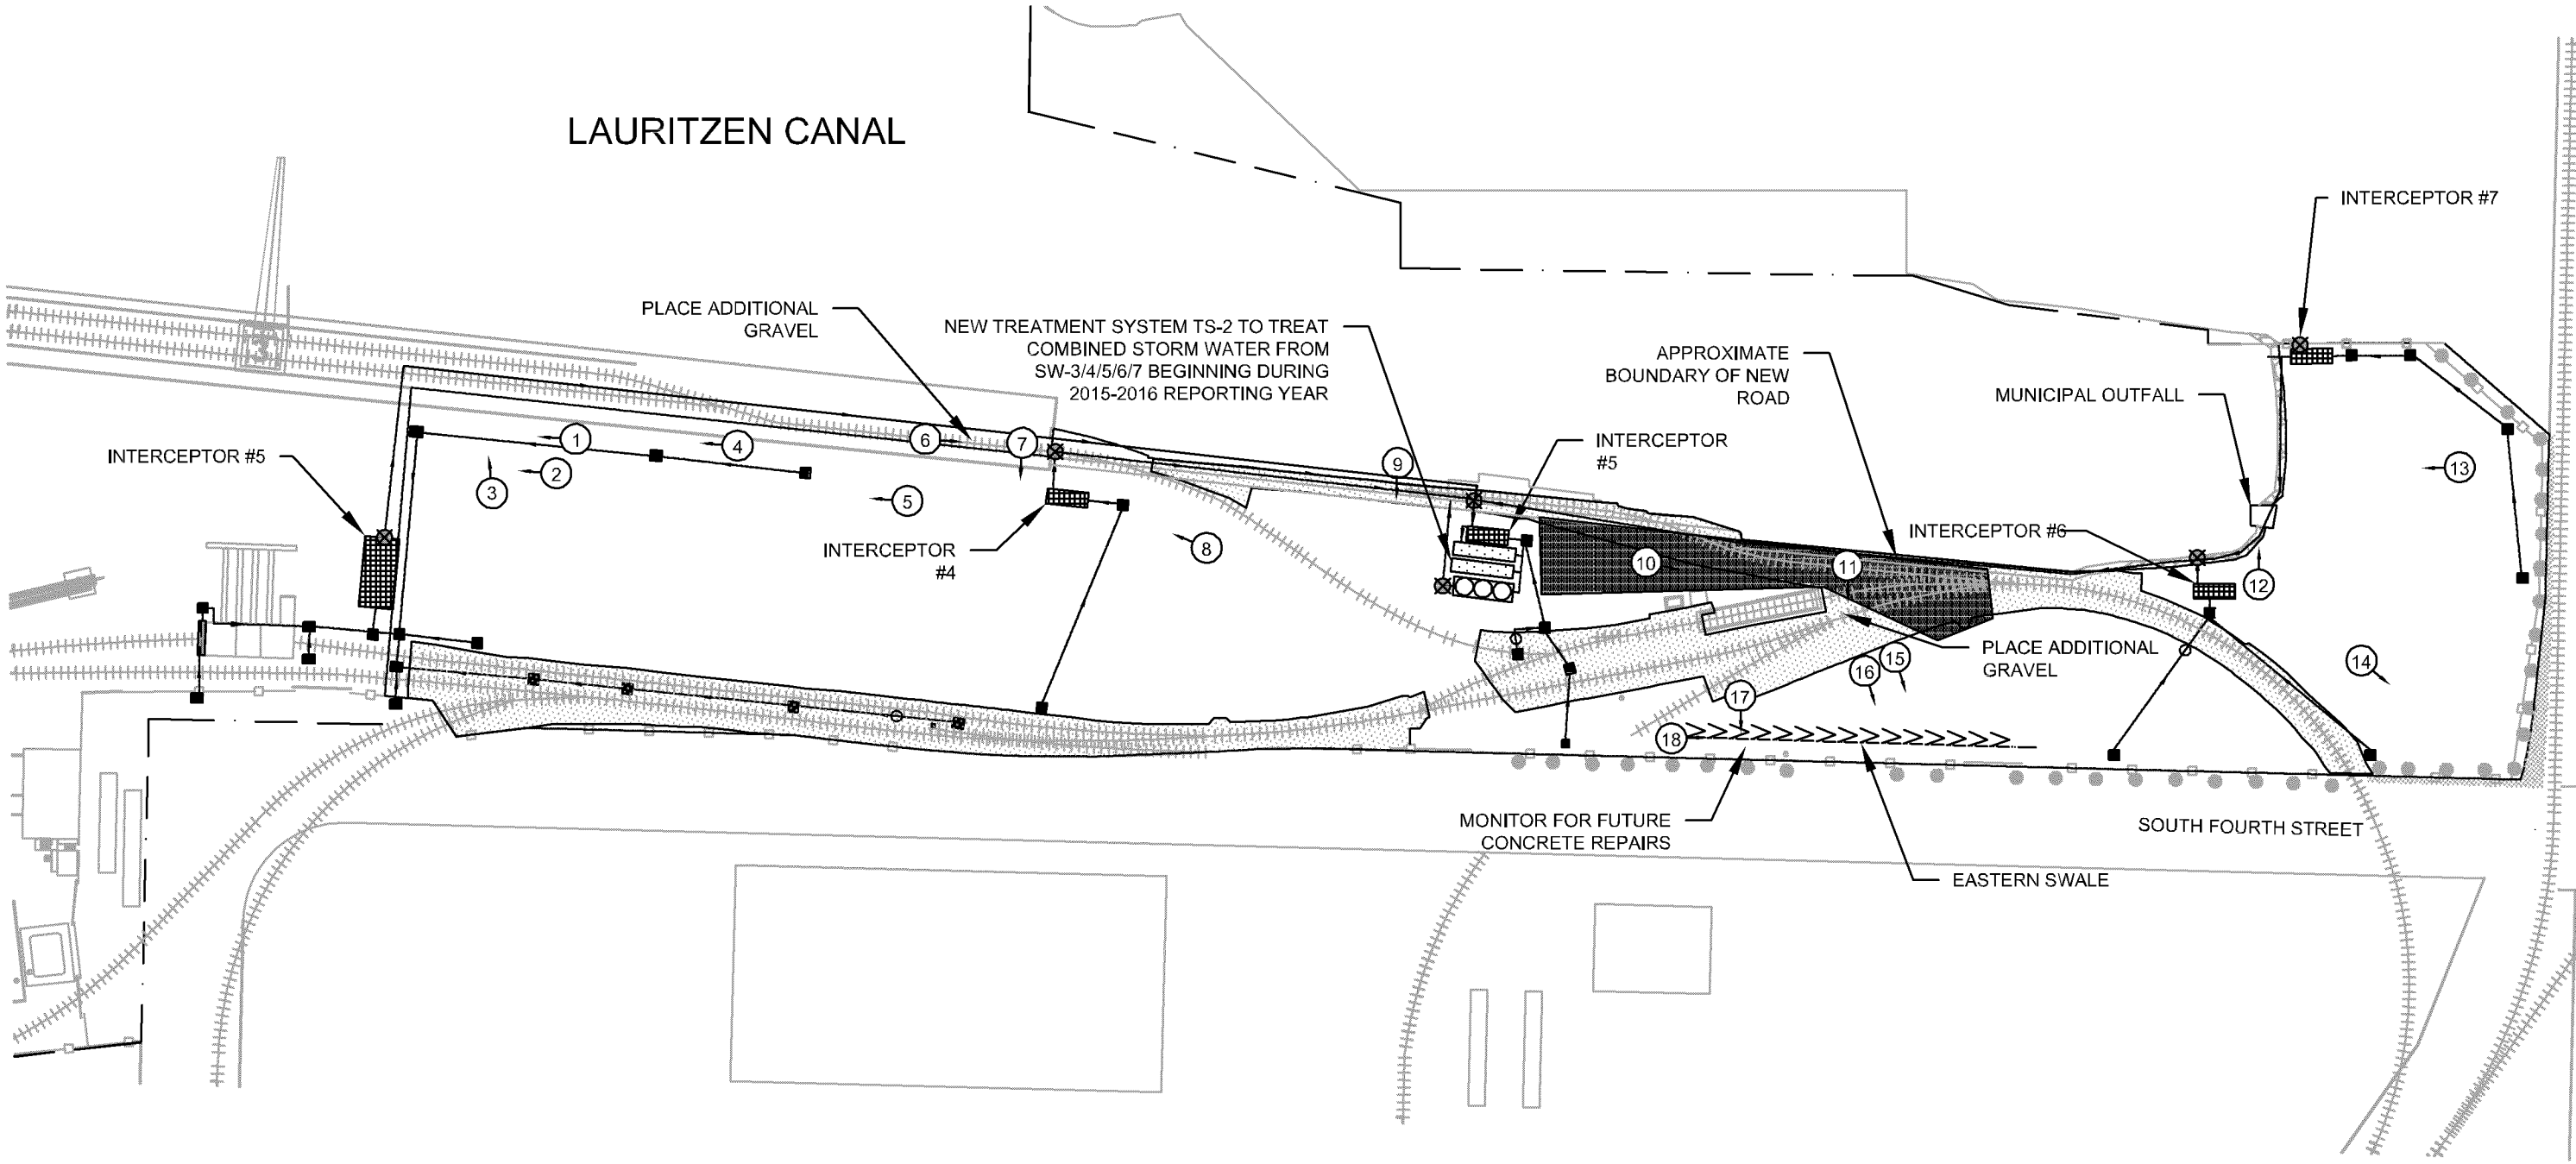 LAURITZEN CANAL
INTERCEPTOR #7
PLACE ADDITIONAL
GRAVEL
NEW TREATMENT SYSTEM TS-2 TO TREAT
COMBINED STORM WATER FROM
SW-3/4/5/6/7 BEGINNING DURING
2015-2016 REPORTING YEAR
APPROXIMATE
BOUNDARY OF NEW
ROAD
MUNICIPAL OUTFALL
INTERCEPTOR #5
INTERCEPTOR
#5
INTERCEPTOR
#4
INTERCEPTOR #6
3
1
2
3
4
5
6
7
8
9
10
11
12
13
14
15
16
17
18
PLACE ADDITIONAL
GRAVEL
MONITOR FOR FUTURE
CONCRETE REPAIRS
EASTERN SWALE
SOUTH FOURTH STREET